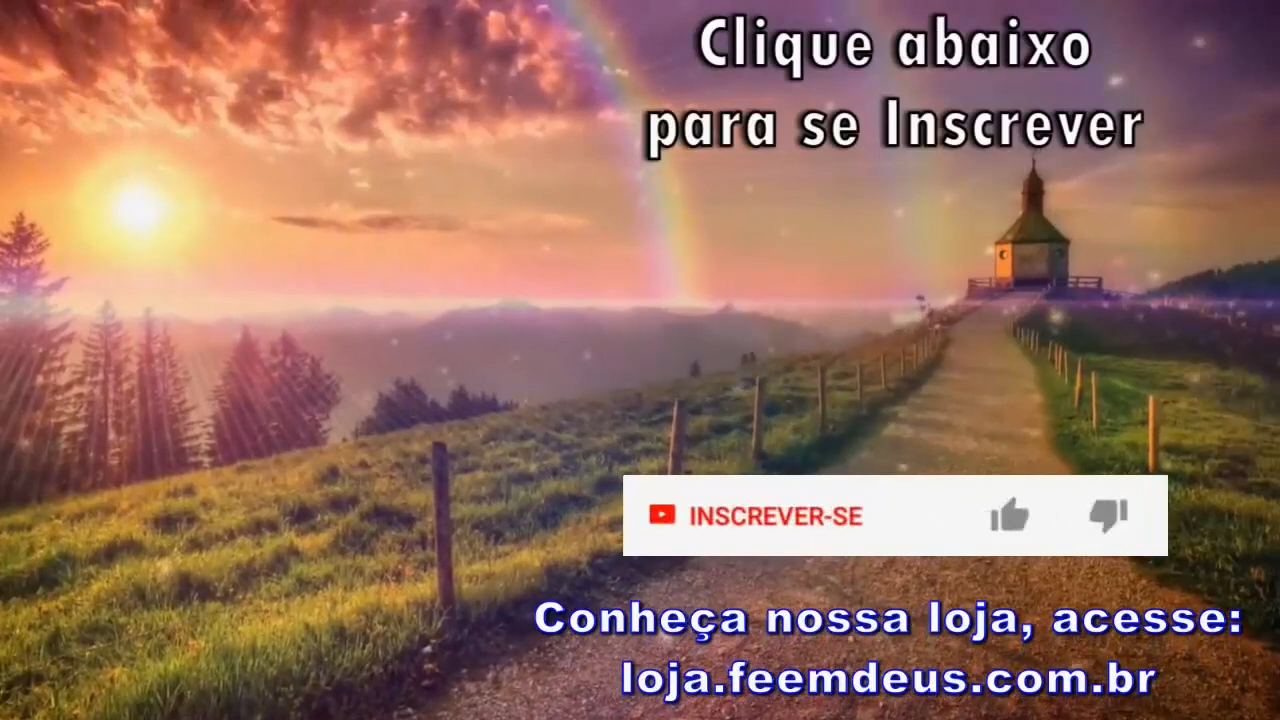 Clique abaixo
para se Inscrever
INSCREVER-SE
Conheça nossa loja, acesse:
loja.feemdeus.com.br